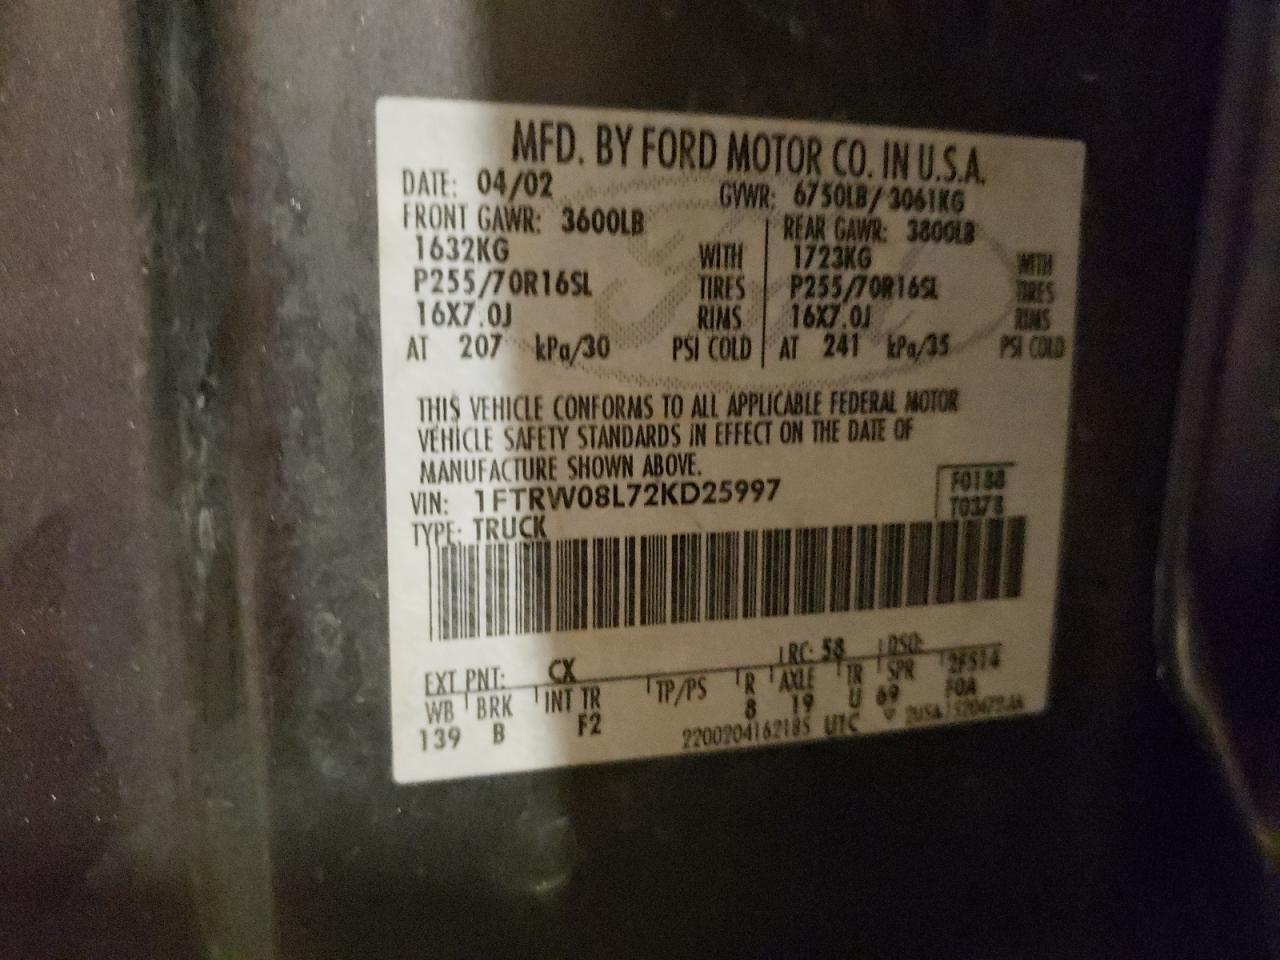 MFD. BY FORD MOTOR CO. IN U.S.A.
DATE: 04/02 GVWR: 6750LB/ 3061KG
FRONT GAWR: 3600LB REAR GAWR: 3800LB
1632KG WITH 1723KG WITH
P255/70R16SL TIRES P255/70R16SL TIRES
16X7.0J RIMS 16X7.0J RIMS
AT 207 kPa/30 PSI COLD AT 241 kPa/35 PSI COLD
THIS VEHICLE CONFORMS TO ALL APPLICABLE FEDERAL MOTOR
VEHICLE SAFETY STANDARDS IN EFFECT ON THE DATE OF
MANUFACTURE SHOWN ABOVE.
VIN: 1FTRW08L72KD25997 F0188
TYPE: TRUCK T0378
EXT PNT: CX RC: 58 DSO:
WB BRK INT TR TP/PS R AXLE TR SPR 2F514
139 B F2 8 19 U 69 FOA
2200204162185 UTC